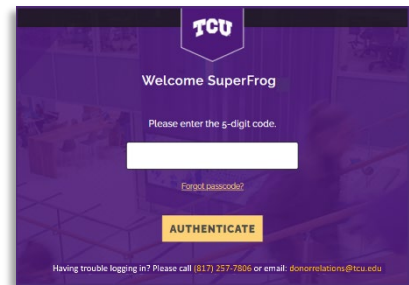 TCU
Welcome SuperFrog
Please enter the 5-digit code.
Forgot passcode?
AUTHENTICATE
Having trouble logging in? Please call (817) 257-7806 or email: donorrelations@tcu.edu